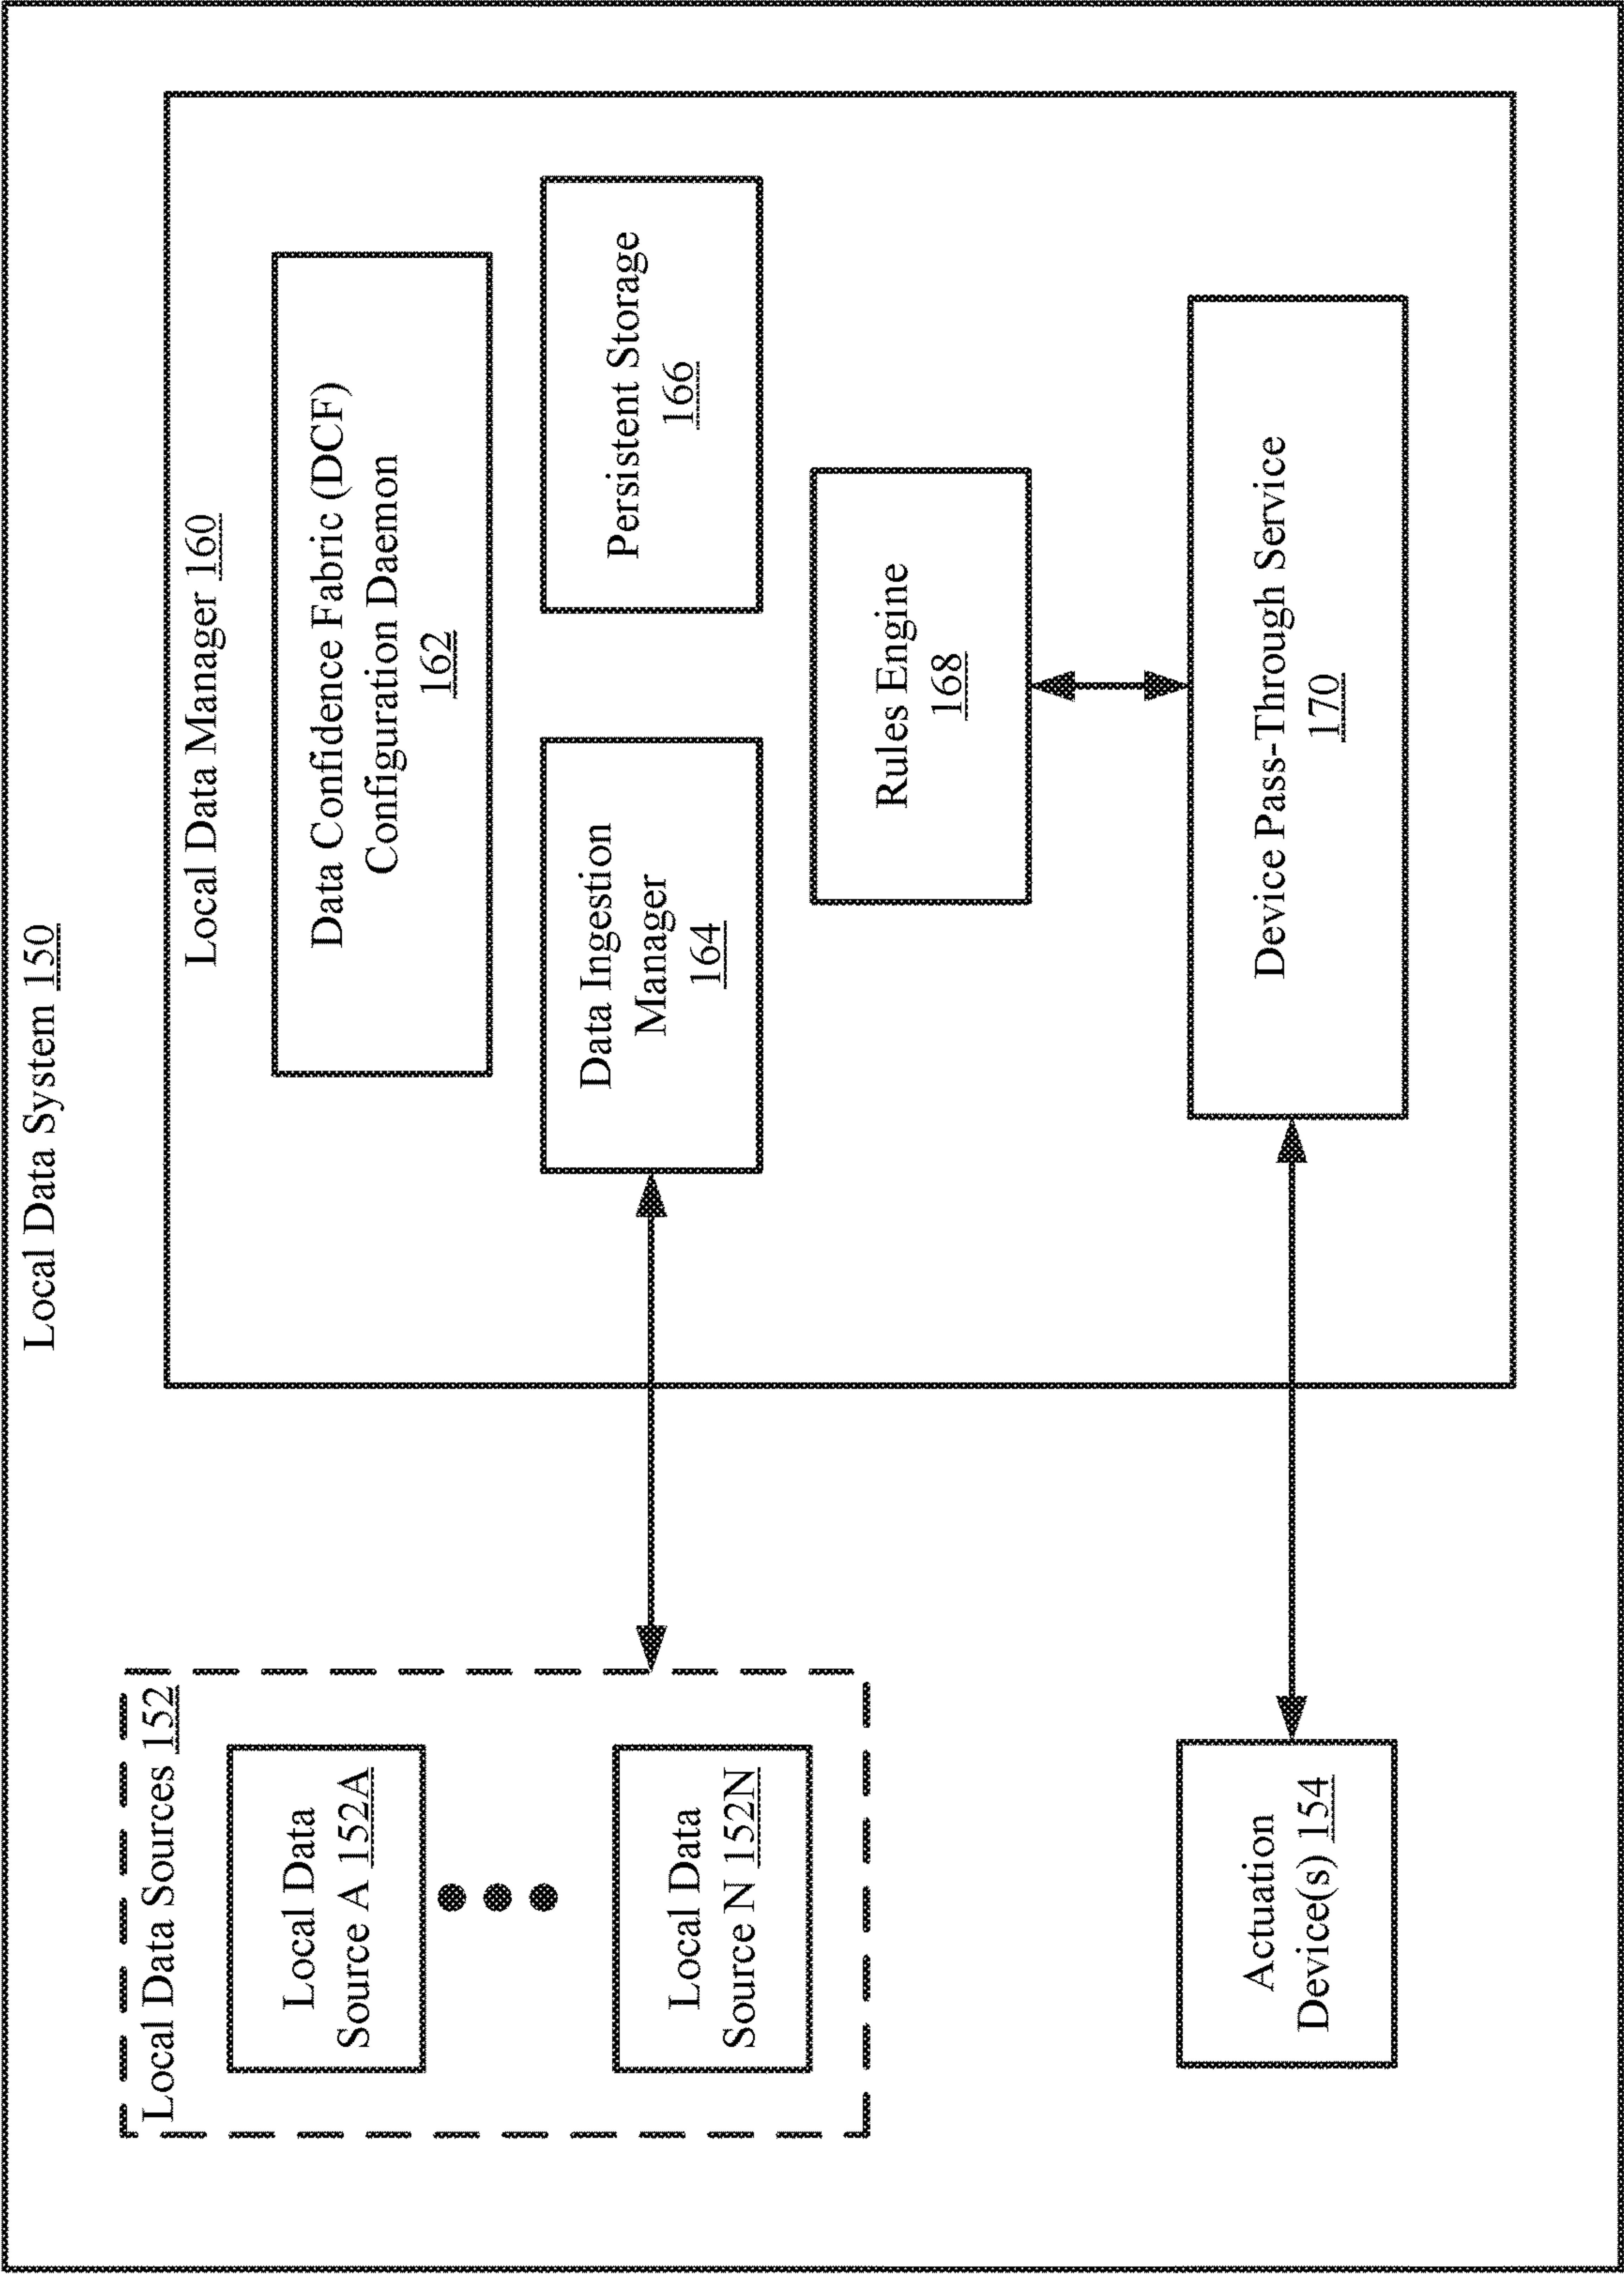 Local Data System 150
Local Data Sources 152
Local Data
Source A 152A
Local Data
Source N 152N
Actuation
Device(s) 154
Local Data Manager 160
Data Confidence Fabric (DCF)
Configuration Daemon
162
Data Ingestion
Manager
164
Persistent Storage
166
Rules Engine
168
Device Pass-Through Service
170